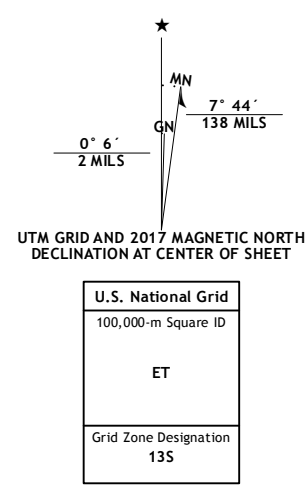 ★
MN
7° 44´
138 MILS
GN
0° 6´
2 MILS
UTM GRID AND 2017 MAGNETIC NORTH
DECLINATION AT CENTER OF SHEET
U.S. National Grid
100,000-m Square ID
ET
Grid Zone Designation
13S